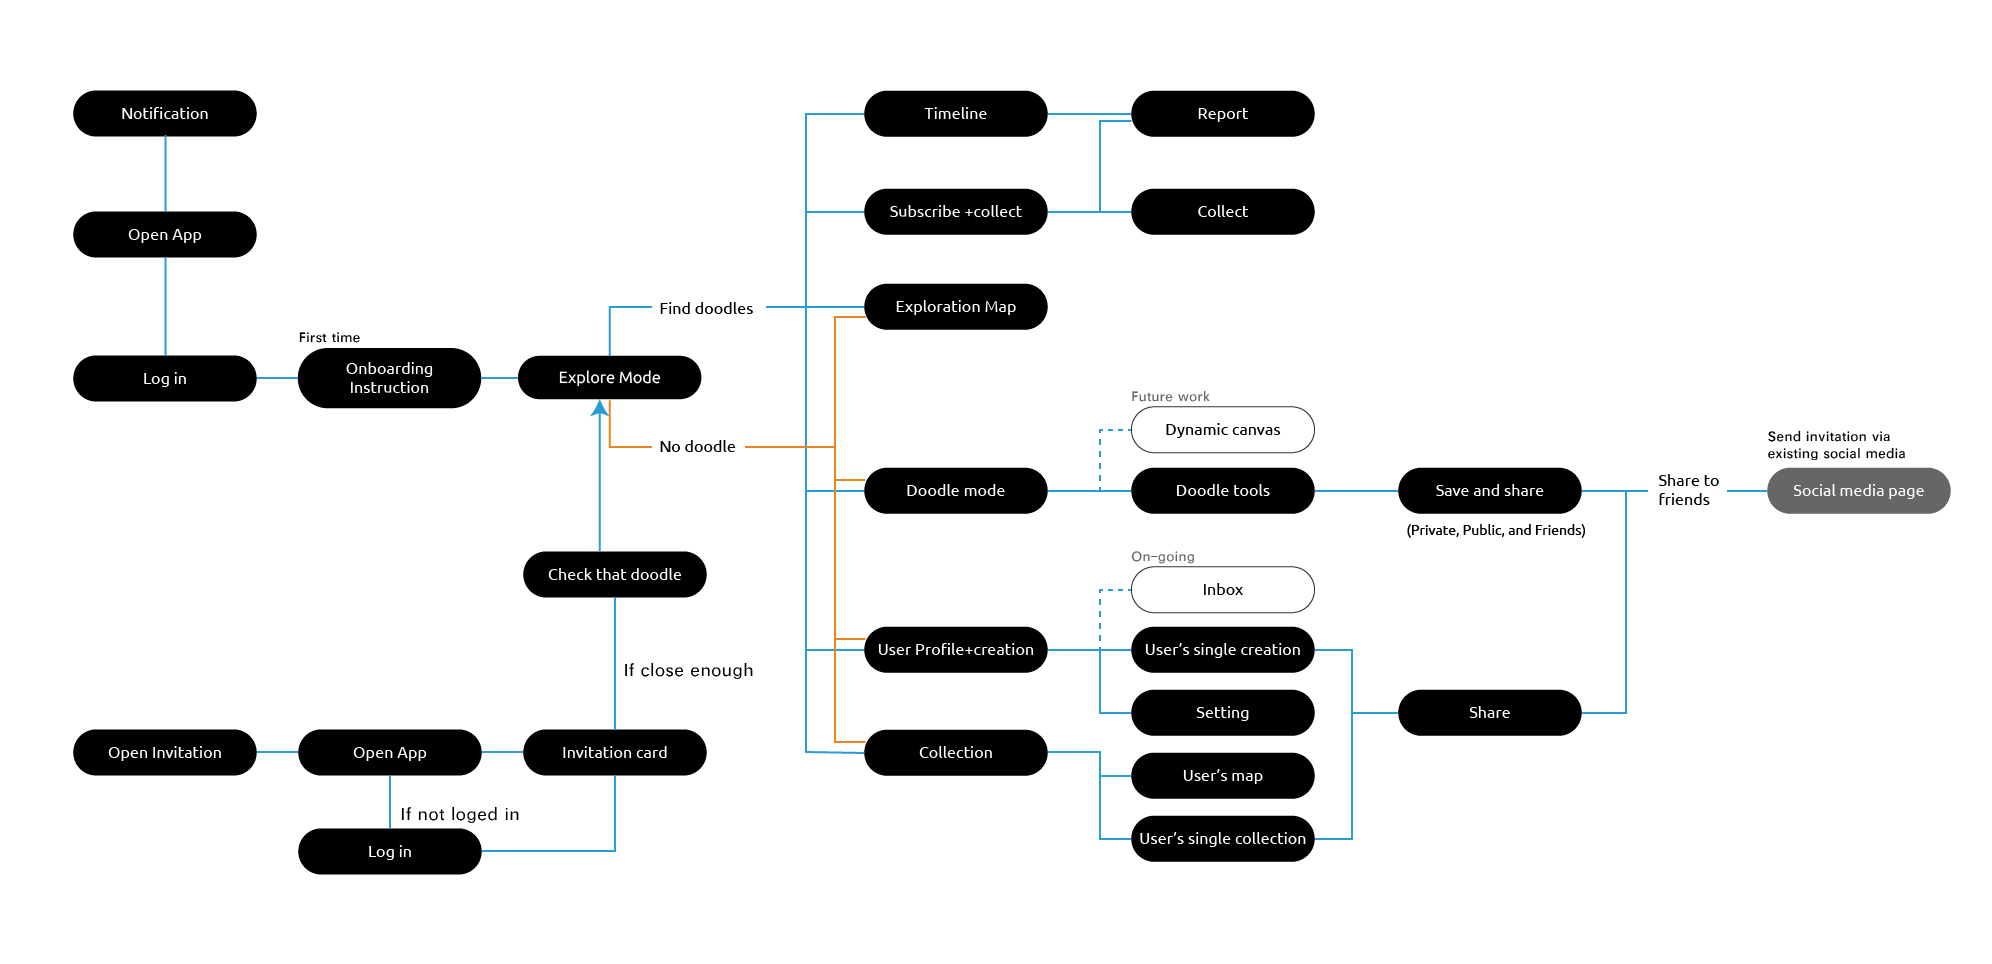 Notification
Timeline
Report
Subscribe +collect
Collect
Open App
Find doodles
Exploration Map
First time
Log in
Onboarding
Instruction
Explore Mode
No doodle
Future work
Dynamic canvas
Doodle mode
Doodle tools
Save and share
(Private, Public, and Friends)
Share to
friends
Send invitation via
existing social media
Social media page
Check that doodle
On-going
Inbox
User Profile+creation
User’s single creation
If close enough
Setting
Share
Open Invitation
Open App
Invitation card
Collection
User’s map
If not loged in
User’s single collection
Log in